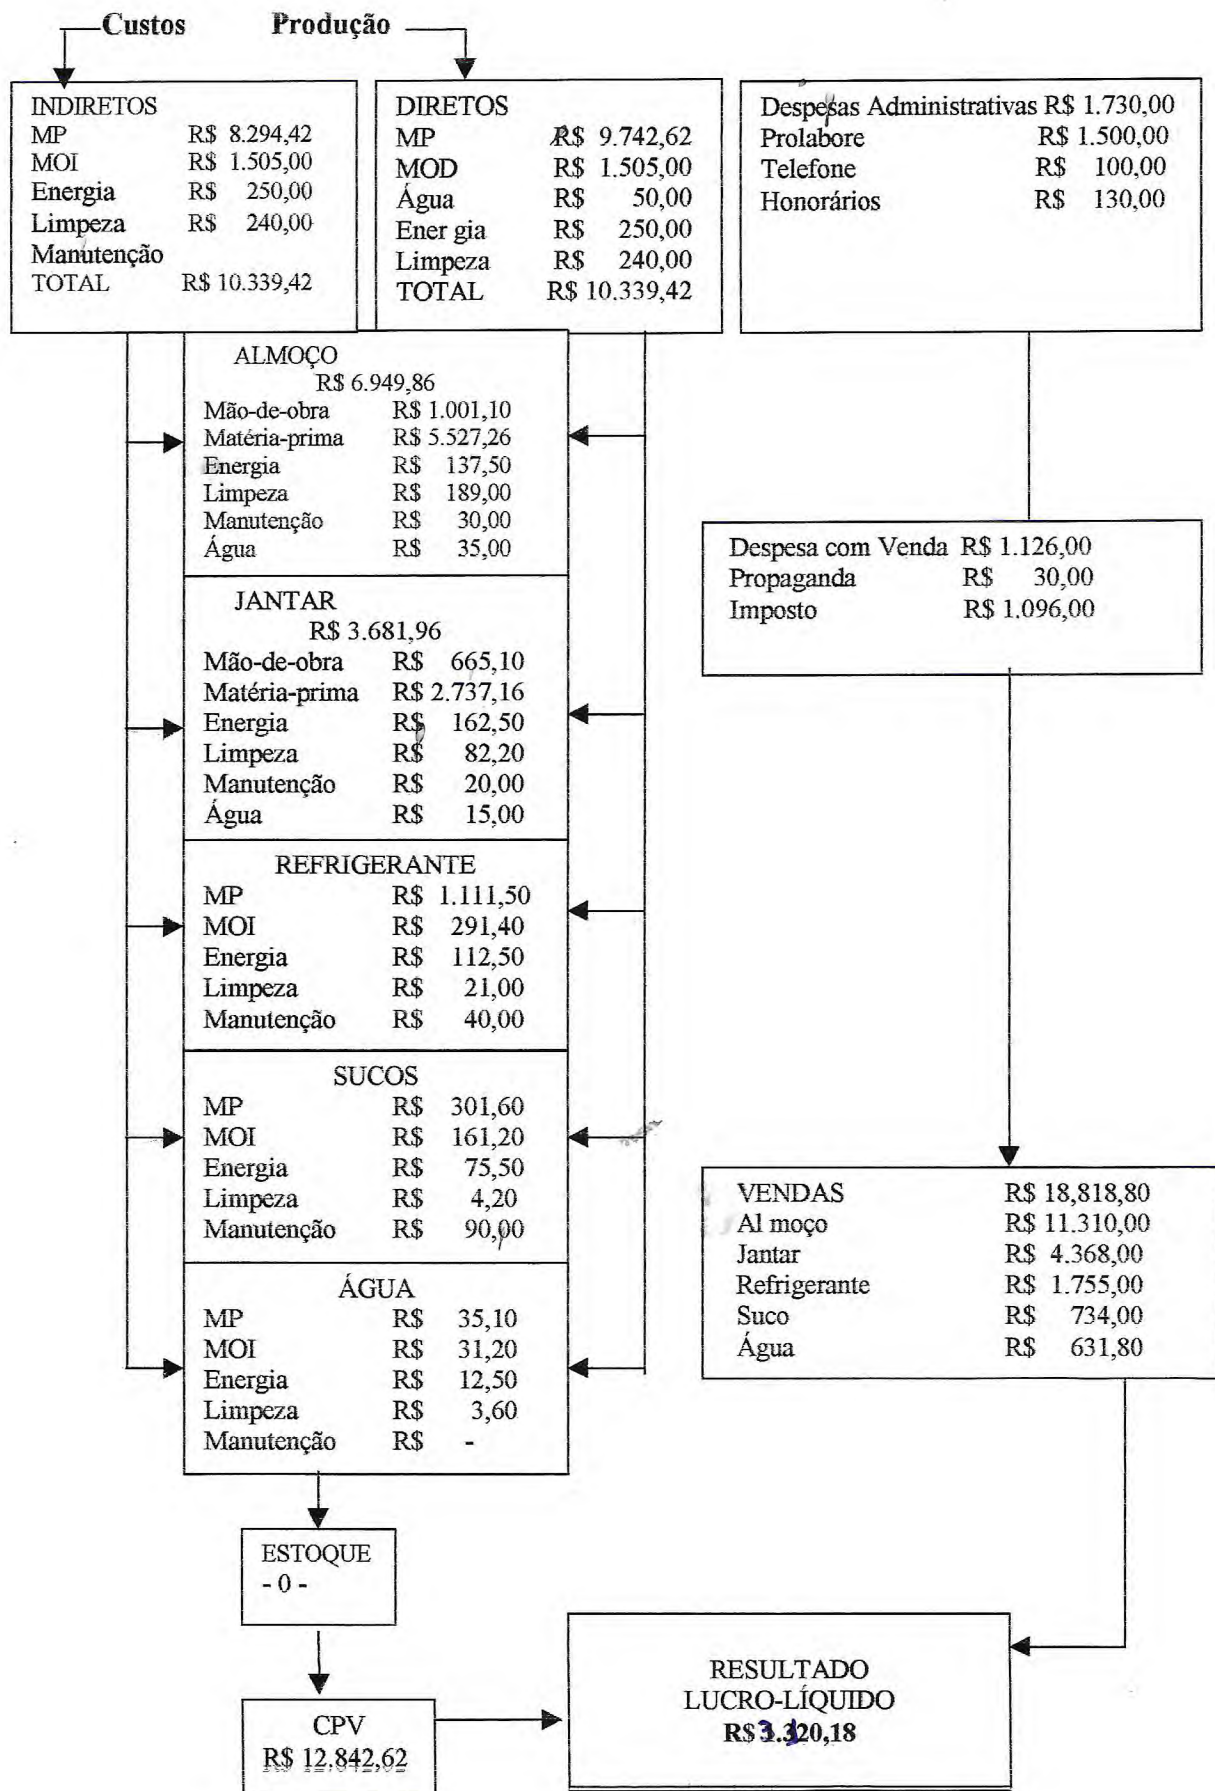 Custos Produção
INDIRETOS
MP R$ 8.294,42
MOI R$ 1.505,00
Energia R$ 250,00
Limpeza R$ 240,00
Manutenção
TOTAL R$ 10.339,42
DIRETOS
MP R$ 9.742,62
MOD R$ 1.505,00
Água R$ 50,00
Ener gia R$ 250,00
Limpeza R$ 240,00
TOTAL R$ 10.339,42
Despesas Administrativas R$ 1.730,00
Prolabore R$ 1.500,00
Telefone R$ 100,00
Honorários R$ 130,00
ALMOÇO
R$ 6.949,86
Mão-de-obra R$ 1.001,10
Matéria-prima R$ 5.527,26
Energia R$ 137,50
Limpeza R$ 189,00
Manutenção R$ 30,00
Água R$ 35,00
Despesa com Venda R$ 1.126,00
Propaganda R$ 30,00
Imposto R$ 1.096,00
JANTAR
R$ 3.681,96
Mão-de-obra R$ 665,10
Matéria-prima R$ 2.737,16
Energia R$ 162,50
Limpeza R$ 82,20
Manutenção R$ 20,00
Água R$ 15,00
REFRIGERANTE
MP R$ 1.111,50
MOI R$ 291,40
Energia R$ 112,50
Limpeza R$ 21,00
Manutenção R$ 40,00
SUCOS
MP R$ 301,60
MOI R$ 161,20
Energia R$ 75,50
Limpeza R$ 4,20
Manutenção R$ 90,00
VENDAS R$ 18,818,80
Al moço R$ 11.310,00
Jantar R$ 4.368,00
Refrigerante R$ 1.755,00
Suco R$ 734,00
Água R$ 631,80
ÁGUA
MP R$ 35,10
MOI R$ 31,20
Energia R$ 12,50
Limpeza R$ 3,60
Manutenção R$ -
ESTOQUE
- 0 -
CPV
R$ 12.842,62
RESULTADO
LUCRO-LÍQUIDO
R$